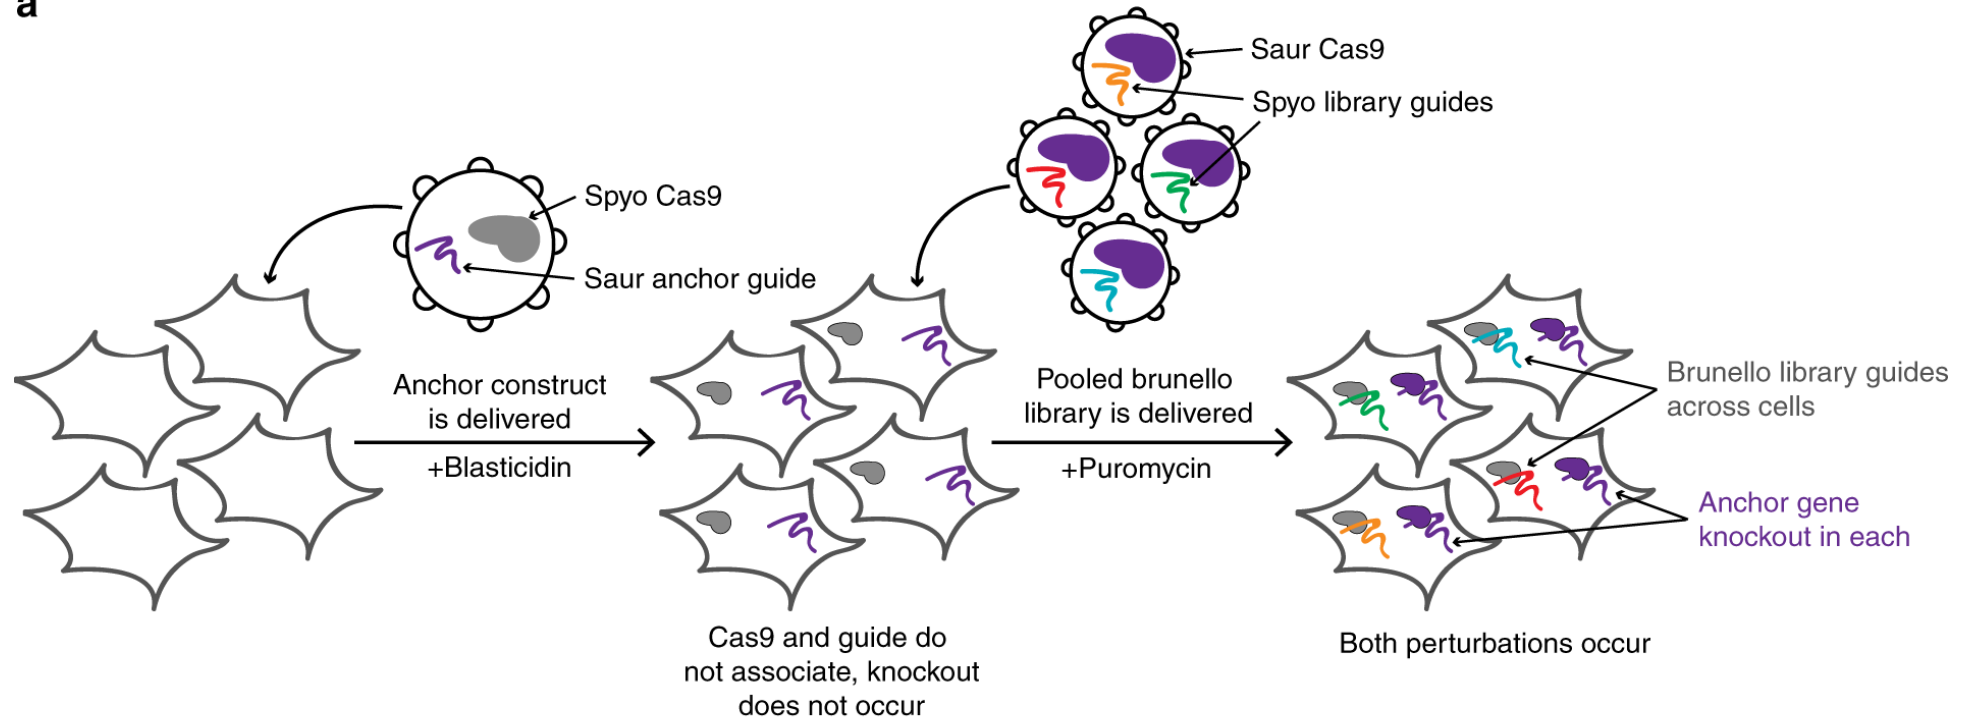 a
Saur Cas9
Spyo library guides
Spyo Cas9
Saur anchor guide
Anchor construct
is delivered
+Blasticidin
Pooled brunello
library is delivered
+Puromycin
Brunello library guides
across cells
Anchor gene
knockout in each
Cas9 and guide do
not associate, knockout
does not occur
Both perturbations occur